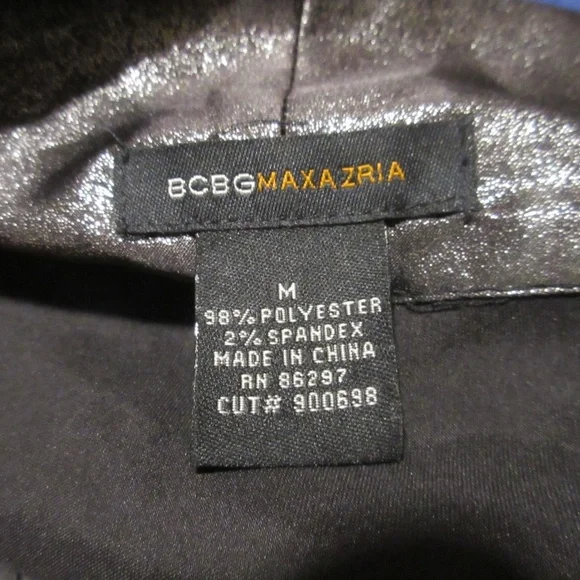 BCBGMAXAZRIA
M
98% POLYESTER
2% SPANDEX
MADE IN CHINA
RN 86297
CUT# 900698